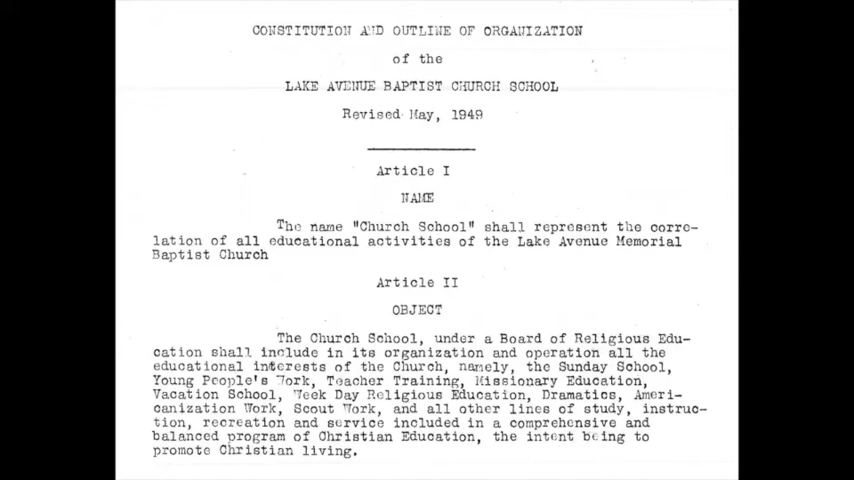 CONSTITUTION AND OUTLINE OF ORGANIZATION
of the
LAKE AVENUE BAPTIST CHURCH SCHOOL
Revised May, 1949
Article I
NAME
The name "Church School" shall represent the corre-
lation of all educational activities of the Lake Avenue Memorial
Baptist Church
Article II
OBJECT
The Church School, under a Board of Religious Edu-
cation shall include in its organization and operation all the
educational interests of the Church, namely, the Sunday School,
Young People's Work, Teacher Training, Missionary Education,
Vacation School, Week Day Religious Education, Dramatics, Ameri-
canization Work, Scout Work, and all other lines of study, instruc-
tion, recreation and service included in a comprehensive and
balanced program of Christian Education, the intent being to
promote Christian living.